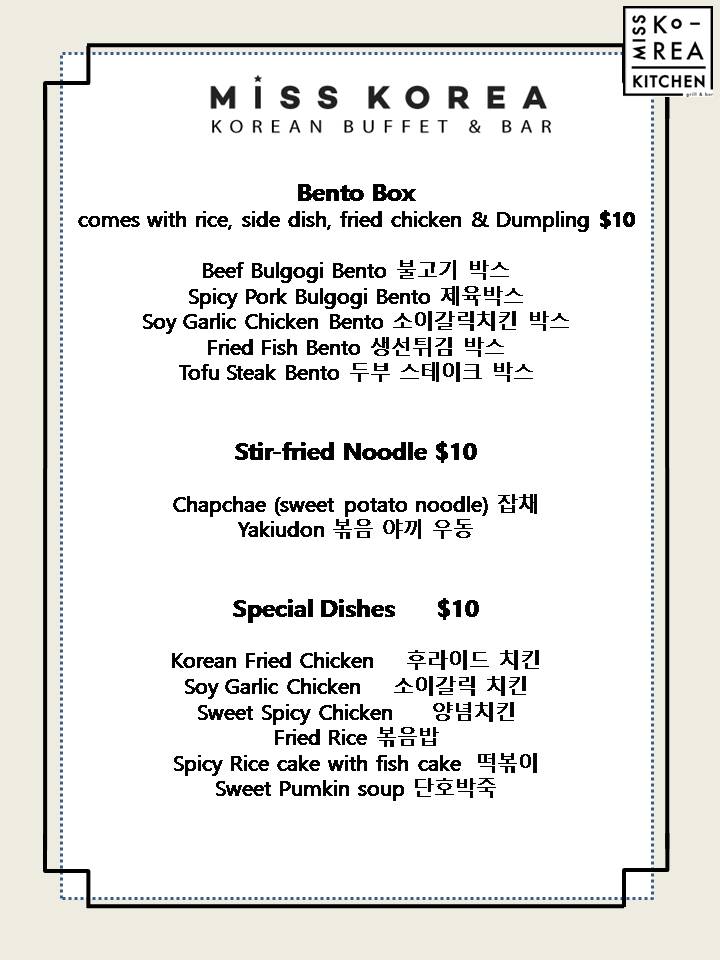 MISS
Ko-
REA
KITCHEN
grill & bar
MISS KOREA
KOREAN BUFFET & BAR
Bento Box
comes with rice, side dish, fried chicken & Dumpling $10
Beef Bulgogi Bento 불고기 박스
Spicy Pork Bulgogi Bento 제육박스
Soy Garlic Chicken Bento 소이갈릭치킨 박스
Fried Fish Bento 생선튀김 박스
Tofu Steak Bento 두부 스테이크 박스
Stir-fried Noodle $10
Chapchae (sweet potato noodle) 잡채
Yakiudon 볶음 야끼 우동
Special Dishes $10
Korean Fried Chicken 후라이드 치킨
Soy Garlic Chicken 소이갈릭 치킨
Sweet Spicy Chicken 양념치킨
Fried Rice 볶음밥
Spicy Rice cake with fish cake 떡볶이
Sweet Pumkin soup 단호박죽